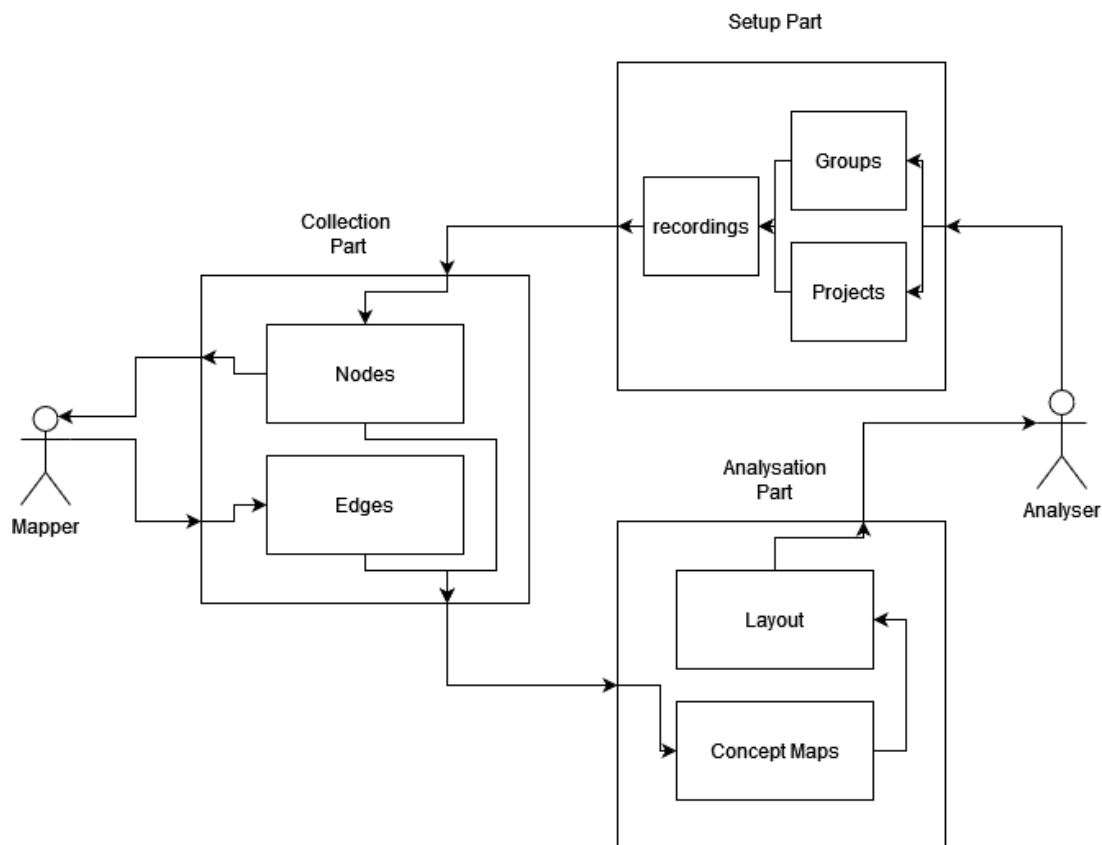 Setup Part
Groups
Collection
Part
recordings
Projects
Nodes
Edges
Mapper
Analysation
Part
Analyser
Layout
Concept Maps